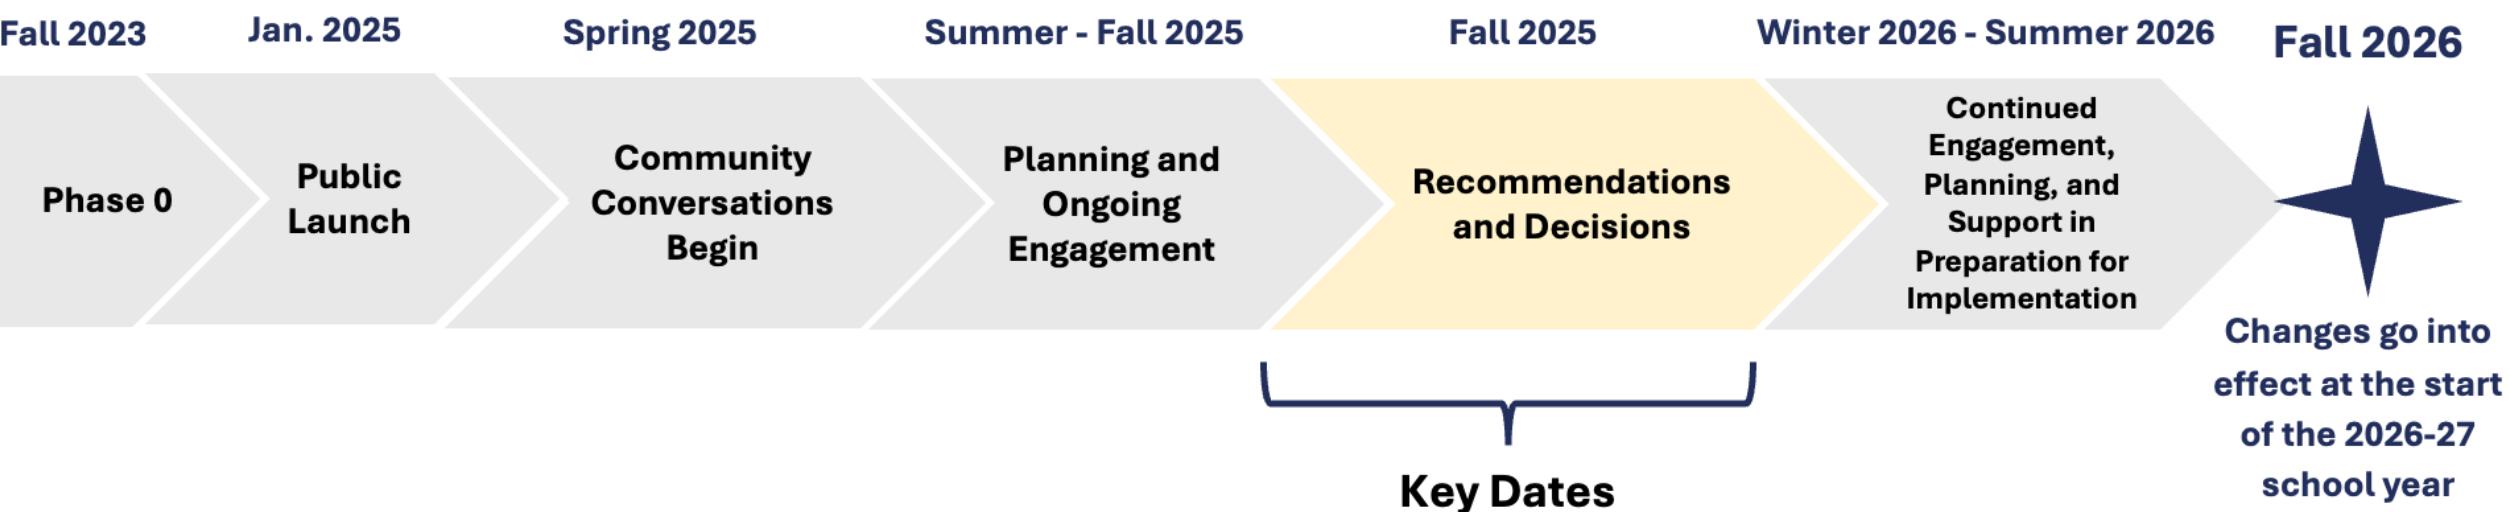 Fall 2023
Jan. 2025
Spring 2025
Summer - Fall 2025
Fall 2025
Winter 2026 - Summer 2026
Fall 2026
Phase 0
Public
Launch
Community
Conversations
Begin
Planning and
Ongoing
Engagement
Recommendations
and Decisions
Continued
Engagement,
Planning, and
Support in
Preparation for
Implementation
Changes go into
effect at the start
of the 2026-27
school year
Key Dates